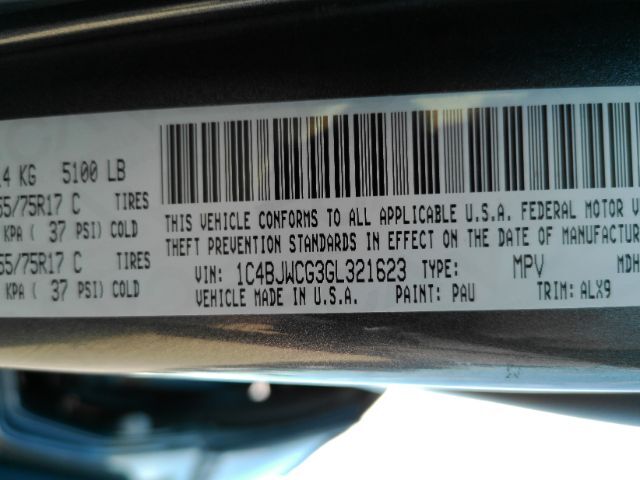 4 KG 5100 LB
55/75R17 C TIRES
KPA ( 37 PSI) COLD
55/75R17 C TIRES
KPA ( 37 PSI) COLD
THIS VEHICLE CONFORMS TO ALL APPLICABLE U.S.A. FEDERAL MOTOR V
THEFT PREVENTION STANDARDS IN EFFECT ON THE DATE OF MANUFACTUR
VIN: 1C4BJWCG3GL321623 TYPE: MPV MDH
VEHICLE MADE IN U.S.A. PAINT: PAU TRIM: ALX9